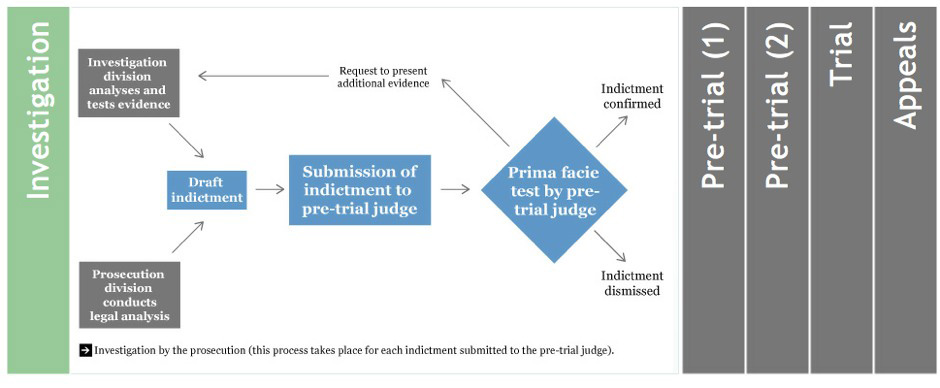 Investigation
Investigation
division
analyses and
tests evidence
Request to present
additional evidence
Indictment
confirmed
Draft
indictment
Submission of
indictment to
pre-trial judge
Prima facie
test by pre-
trial judge
Prosecution
division
conducts
legal analysis
Indictment
dismissed
Investigation by the prosecution (this process takes place for each indictment submitted to the pre-trial judge).
Pre-trial (1)
Pre-trial (2)
Trial
Appeals